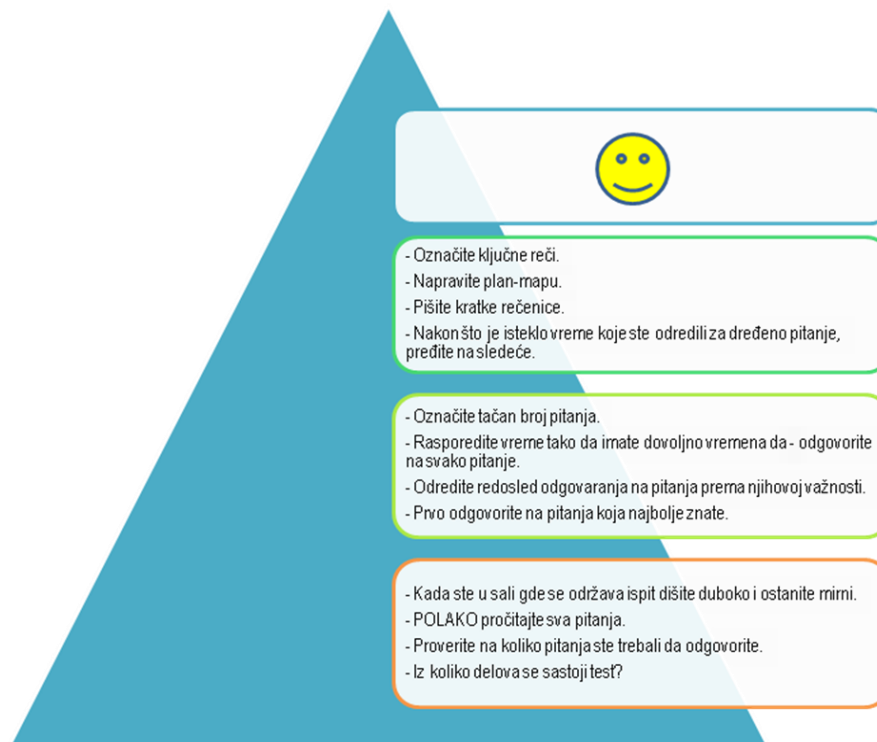 - Označite ključne reči.
- Napravite plan-mapu.
- Pišite kratke rečenice.
- Nakon što je isteklo vreme koje ste odredili za dređeno pitanje,
pređite na sledeće.
- Označite tačan broj pitanja.
- Rasporedite vreme tako da imate dovoljno vremena da - odgovorite
na svako pitanje.
- Odredite redosled odgovaranja na pitanja prema njihovoj važnosti.
- Prvo odgovorite na pitanja koja najbolje znate.
- Kada ste u sali gde se održava ispit dišite duboko i ostanite mirni.
- POLAKO pročitajte sva pitanja.
- Proverite na koliko pitanja ste trebali da odgovorite.
- Iz koliko delova se sastoji test?